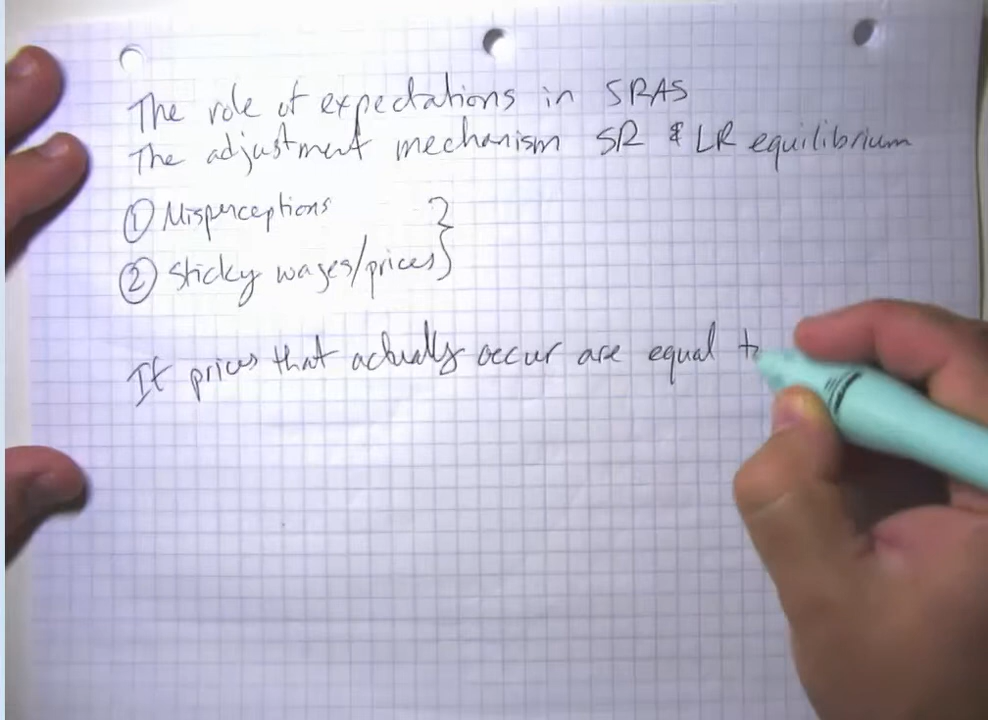 The role of expectations in SRAS
The adjustment mechanism SR & LR equilibrium
① Misperceptions
② Sticky wages/prices
If prices that actually occur are equal t